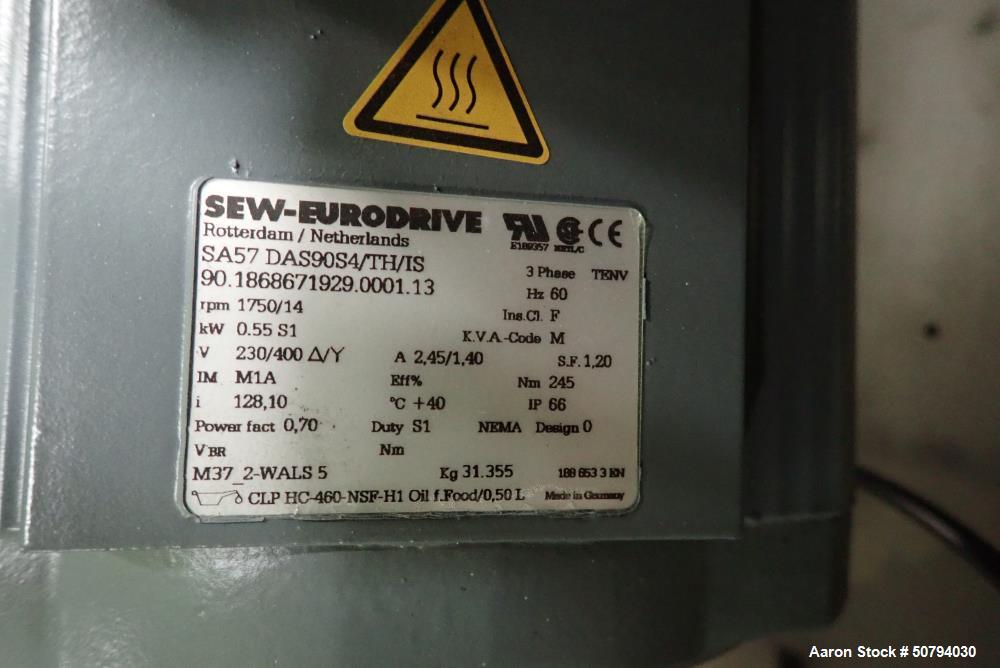 SEW-EURODRIVE
Rotterdam / Netherlands
E189357 NRTL/C
SA57 DAS90S4/TH/IS
3 Phase TENV
90.1868671929.0001.13
Hz 60
rpm 1750/14
Ins.Cl. F
kW 0.55 S1
K.V.A.-Code M
V 230/400 Δ/Y A 2,45/1,40 S.F. 1,20
IM M1A Eff% Nm 245
i 128,10 °C +40 IP 66
Power fact 0,70 Duty S1 NEMA Design 0
VBR Nm
M37_2-WALS 5 Kg 31.355 188 653 3 EN
CLP HC-460-NSF-H1 Oil f.Food/0,50 L Made in Germany
Aaron Stock # 50794030